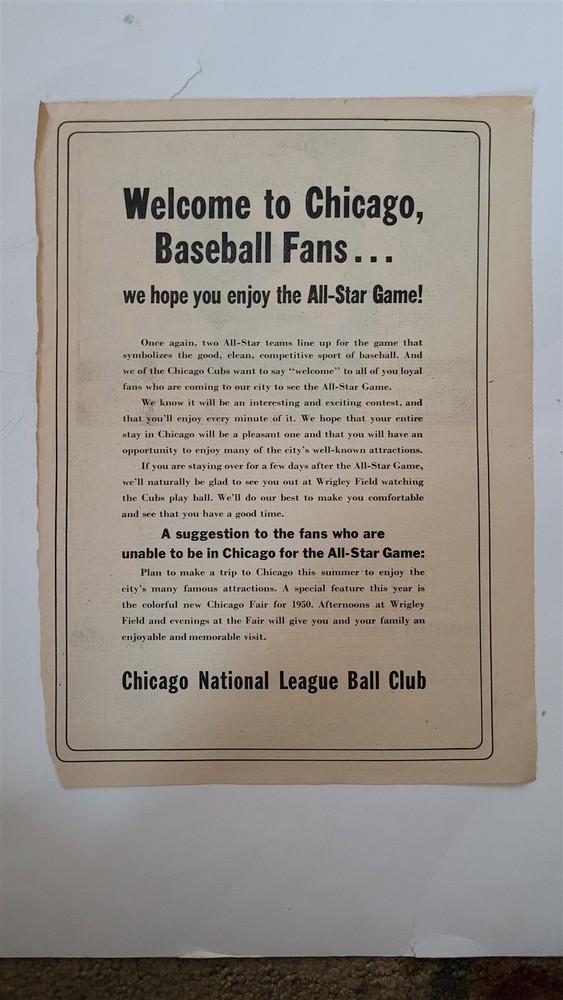 Welcome to Chicago,
Baseball Fans...
we hope you enjoy the All-Star Game!
Once again, two All-Star teams line up for the game that
symbolizes the good, clean, competitive sport of baseball. And
we of the Chicago Cubs want to say "welcome" to all of you loyal
fans who are coming to our city to see the All-Star Game.
We know it will be an interesting and exciting contest, and
that you'll enjoy every minute of it. We hope that your entire
stay in Chicago will be a pleasant one and that you will have an
opportunity to enjoy many of the city's well-known attractions.
If you are staying over for a few days after the All-Star Game,
we'll naturally be glad to see you out at Wrigley Field watching
the Cubs play ball. We'll do our best to make you comfortable
and see that you have a good time.
A suggestion to the fans who are
unable to be in Chicago for the All-Star Game:
Plan to make a trip to Chicago this summer to enjoy the
city's many famous attractions. A special feature this year is
the colorful new Chicago Fair for 1950. Afternoons at Wrigley
Field and evenings at the Fair will give you and your family an
enjoyable and memorable visit.
Chicago National League Ball Club